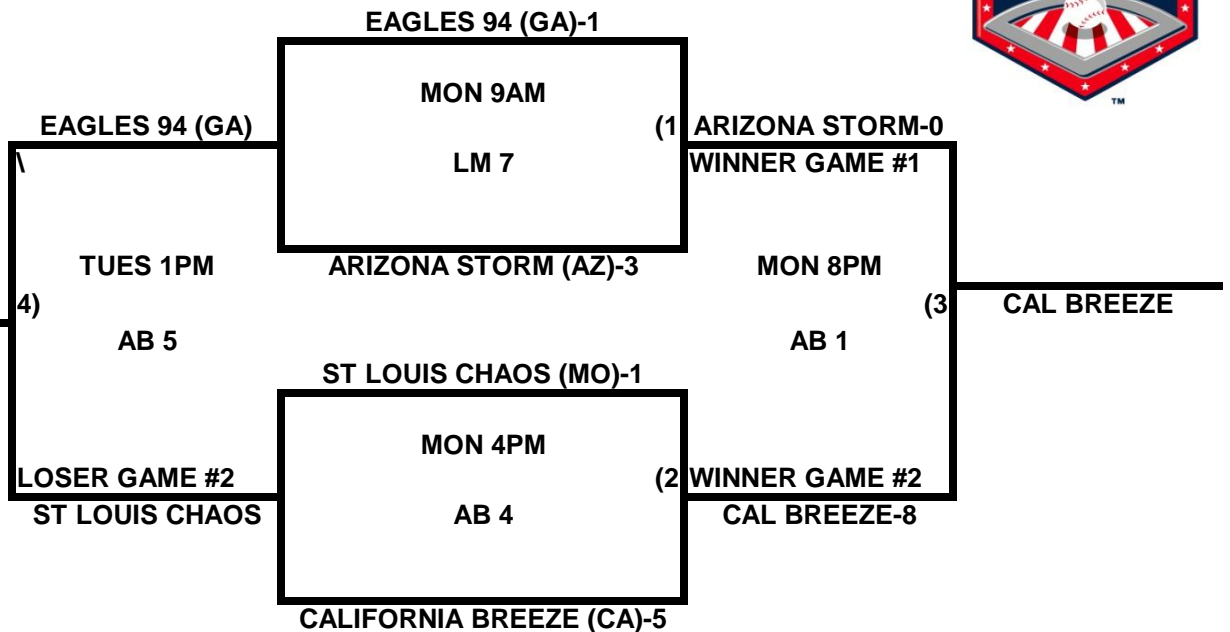 EAGLES 94 (GA)-1
MON 9AM
EAGLES 94 (GA)
(1 ARIZONA STORM-0
\
LM 7
WINNER GAME #1
TUES 1PM
ARIZONA STORM (AZ)-3
MON 8PM
4)
(3
CAL BREEZE
AB 5
AB 1
ST LOUIS CHAOS (MO)-1
MON 4PM
LOSER GAME #2
(2 WINNER GAME #2
ST LOUIS CHAOS
AB 4
CAL BREEZE-8
CALIFORNIA BREEZE (CA)-5
TM